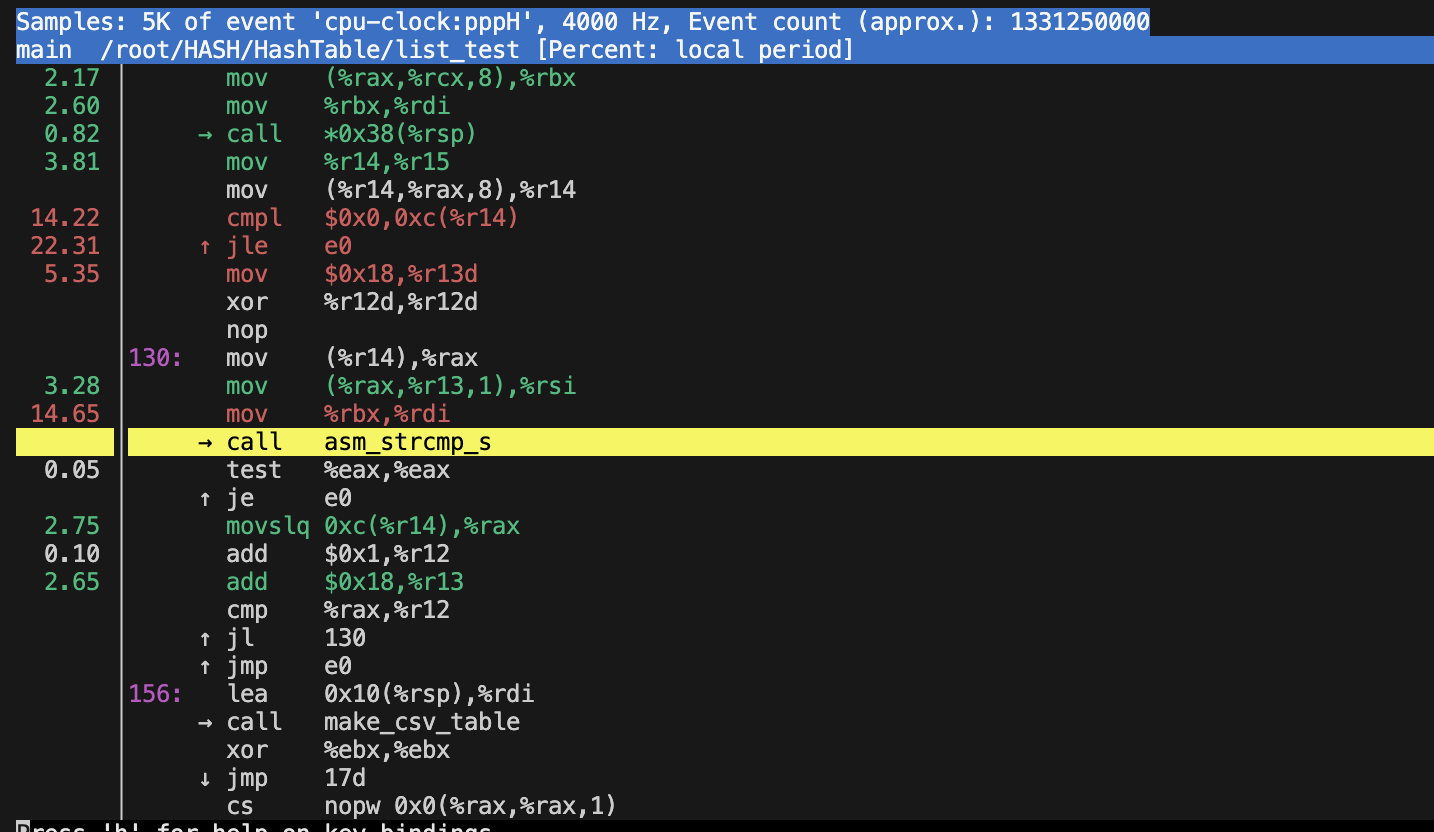 Samples: 5K of event 'cpu-clock:pppH', 4000 Hz, Event count (approx.): 1331250000
main  /root/HASH/HashTable/list_test [Percent: local period]
2.17 mov (%rax,%rcx,8),%rbx
2.60 mov %rbx,%rdi
0.82 → call *0x38(%rsp)
3.81 mov %r14,%r15
mov (%r14,%rax,8),%r14
14.22 cmpl $0x0,0xc(%r14)
22.31 ↑ jle e0
5.35 mov $0x18,%r13d
xor %r12d,%r12d
nop
130: mov (%r14),%rax
3.28 mov (%rax,%r13,1),%rsi
14.65 mov %rbx,%rdi
→ call asm_strcmp_s
0.05 test %eax,%eax
↑ je e0
2.75 movslq 0xc(%r14),%rax
0.10 add $0x1,%r12
2.65 add $0x18,%r13
cmp %rax,%r12
↑ jl 130
↑ jmp e0
156: lea 0x10(%rsp),%rdi
→ call make_csv_table
xor %ebx,%ebx
↓ jmp 17d
cs nopw 0x0(%rax,%rax,1)
Press 'h' for help on key bindings